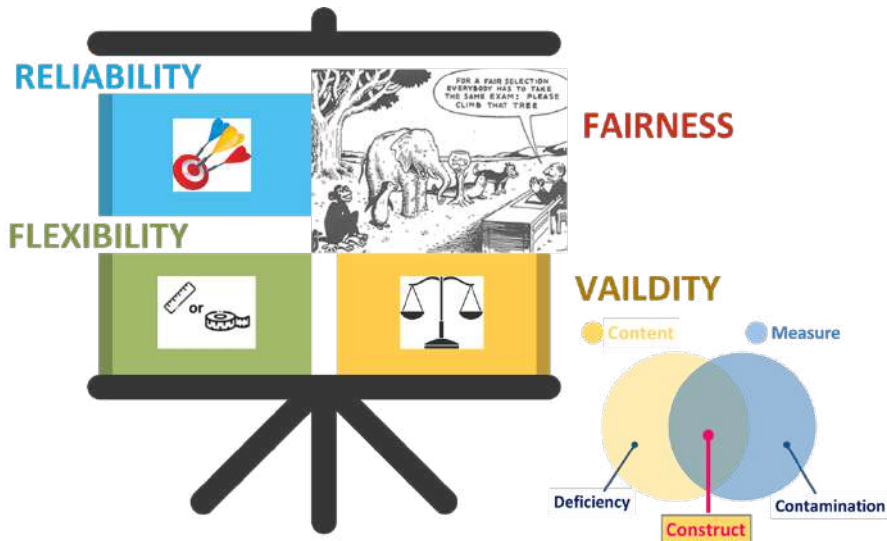 RELIABILITY
FOR A FAIR SELECTION
EVERYBODY HAS TO TAKE
THE SAME EXAM: PLEASE
CLIMB THAT TREE
FAIRNESS
FLEXIBILITY
or
VAILDITY
Content
Measure
Deficiency
Contamination
Construct